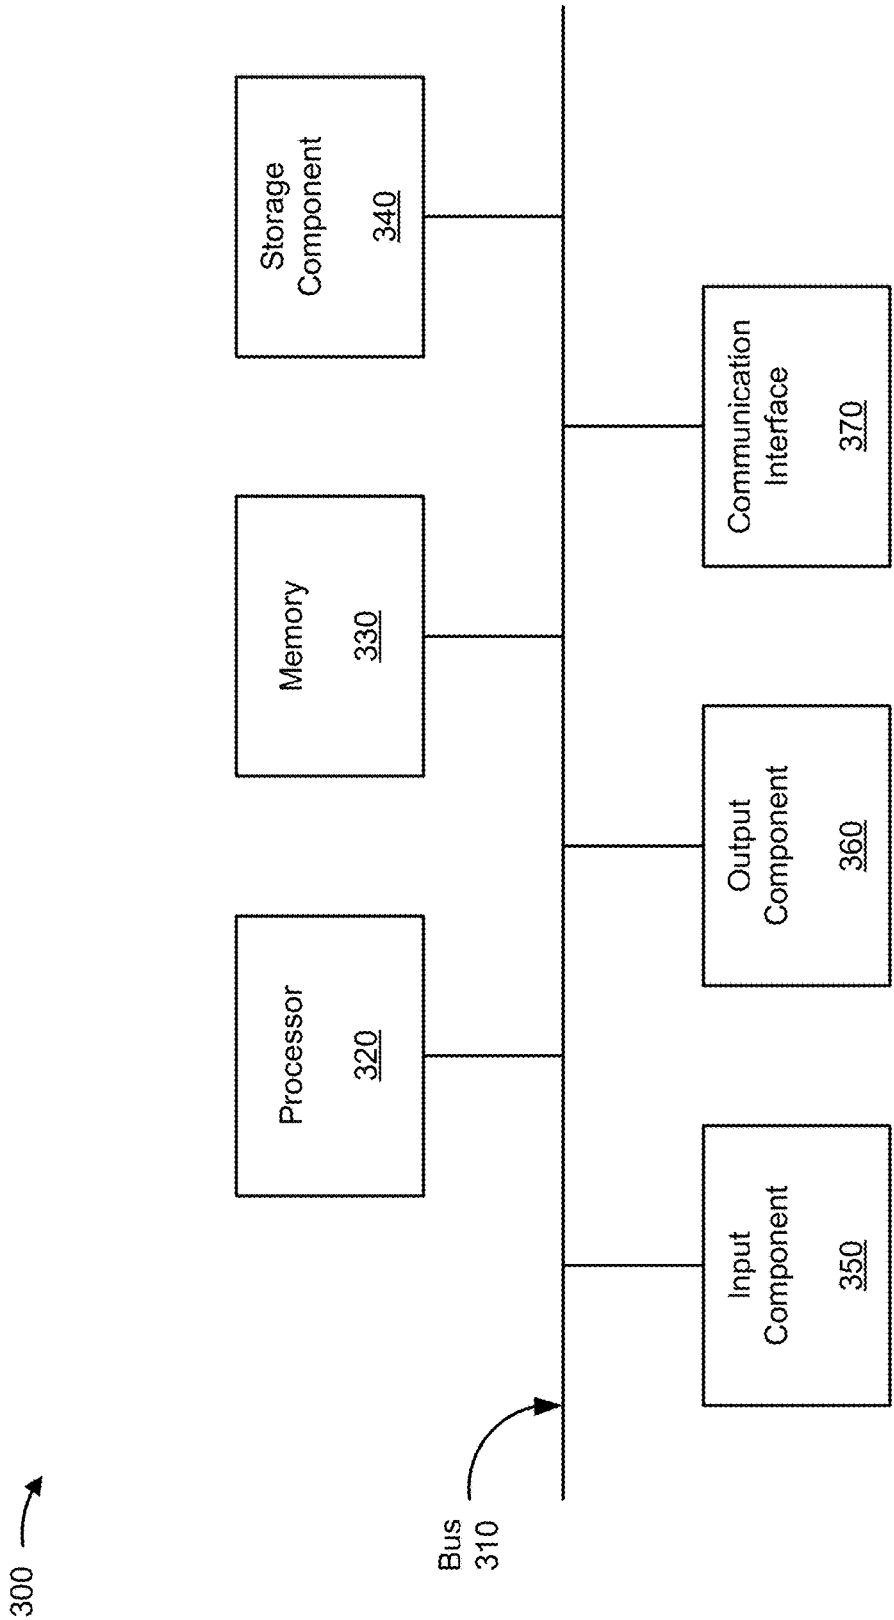 300
Processor
320
Memory
330
Storage
Component
340
Bus
310
Input
Component
350
Output
Component
360
Communication
Interface
370